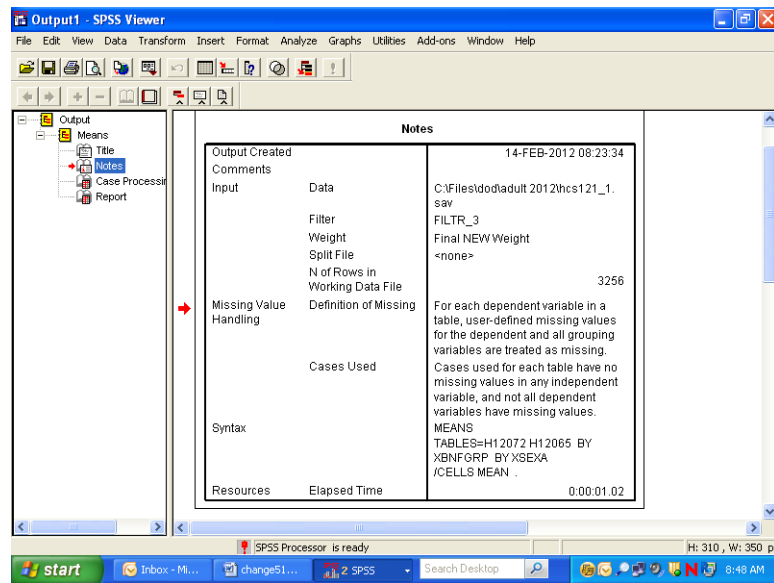 Output1 - SPSS Viewer
File Edit View Data Transform Insert Format Analyze Graphs Utilities Add-ons Window Help
Output
Means
Title
Notes
Case Processin
Report
Notes
Output Created 14-FEB-2012 08:23:34
Comments
Input Data C:\Files\dod\adult 2012\hcs121_1.
sav
Filter FILTR_3
Weight Final NEW Weight
Split File <none>
N of Rows in
Working Data File 3256
Missing Value Definition of Missing For each dependent variable in a
Handling table, user-defined missing values
for the dependent and all grouping
variables are treated as missing.
Cases Used Cases used for each table have no
missing values in any independent
variable, and not all dependent
variables have missing values.
Syntax MEANS
TABLES=H12072 H12065 BY
XBNFGRP BY XSEXA
/CELLS MEAN .
Resources Elapsed Time 0:00:01.02
SPSS Processor is ready H: 310 , W: 350 p
start Inbox - Mi... change51... 2 SPSS Search Desktop 8:48 AM